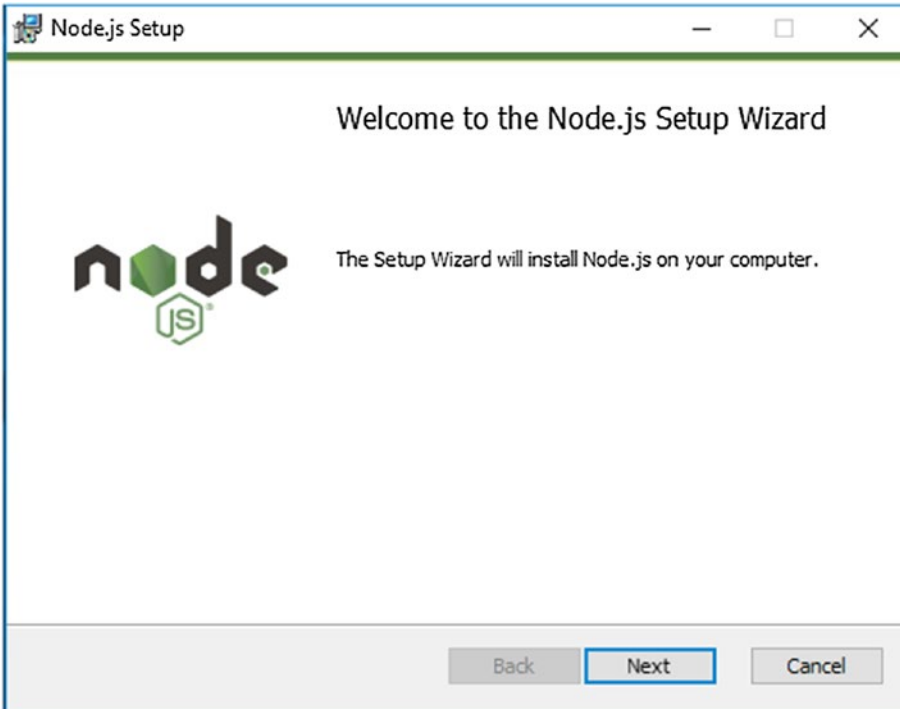 Node.js Setup
Welcome to the Node.js Setup Wizard
node
JS®
The Setup Wizard will install Node.js on your computer.
Back
Next
Cancel